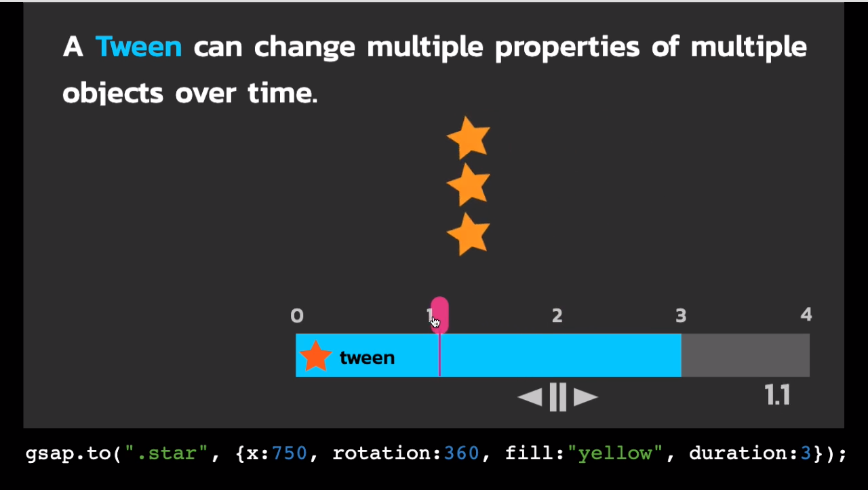 A Tween can change multiple properties of multiple
objects over time.
0 1 2 3 4
tween
1.1
gsap.to(".star", {x:750, rotation:360, fill:"yellow", duration:3});